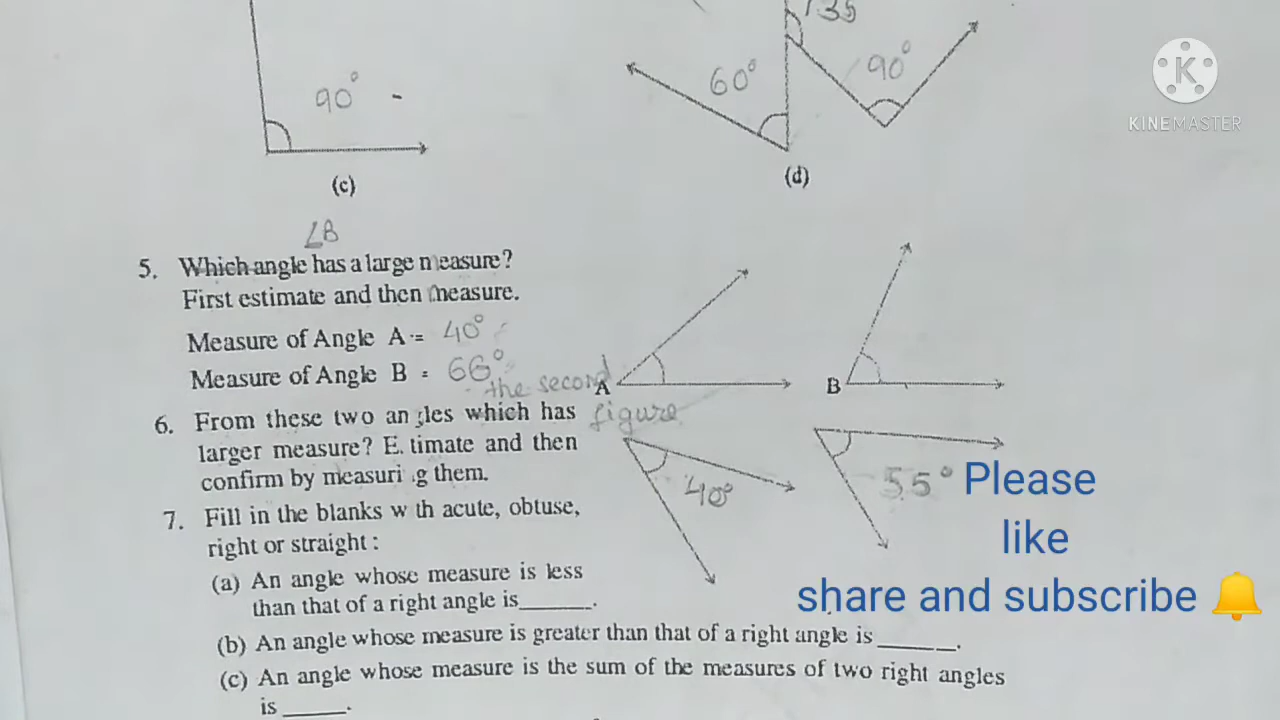 135
60°
90°
90°
K
KINEMASTER
(c)
(d)
∠B
5. Which angle has a large measure?
First estimate and then measure.
Measure of Angle A = 40°
Measure of Angle B = 66°
A
B
the second
figure
6. From these two angles which has
larger measure? E. timate and then
confirm by measuri g them.
40°
55°
7. Fill in the blanks w th acute, obtuse,
right or straight :
(a) An angle whose measure is less
than that of a right angle is______.
(b) An angle whose measure is greater than that of a right angle is ______.
(c) An angle whose measure is the sum of the measures of two right angles
is ______.
Please
like
share and subscribe